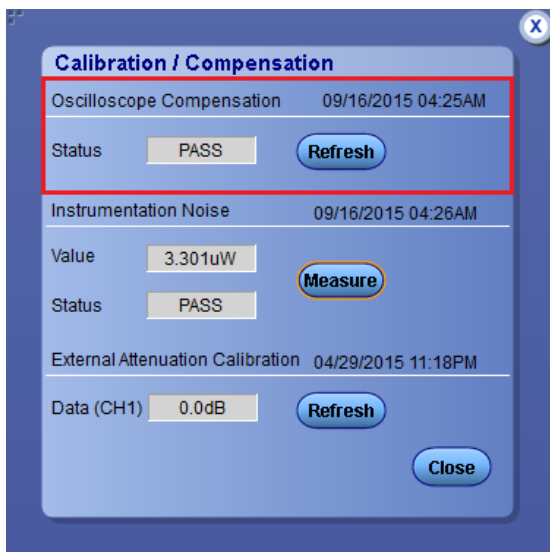 X
Calibration / Compensation
Oscilloscope Compensation 09/16/2015 04:25AM
Status PASS Refresh
Instrumentation Noise 09/16/2015 04:26AM
Value 3.301uW
Measure
Status PASS
External Attenuation Calibration 04/29/2015 11:18PM
Data (CH1) 0.0dB Refresh
Close